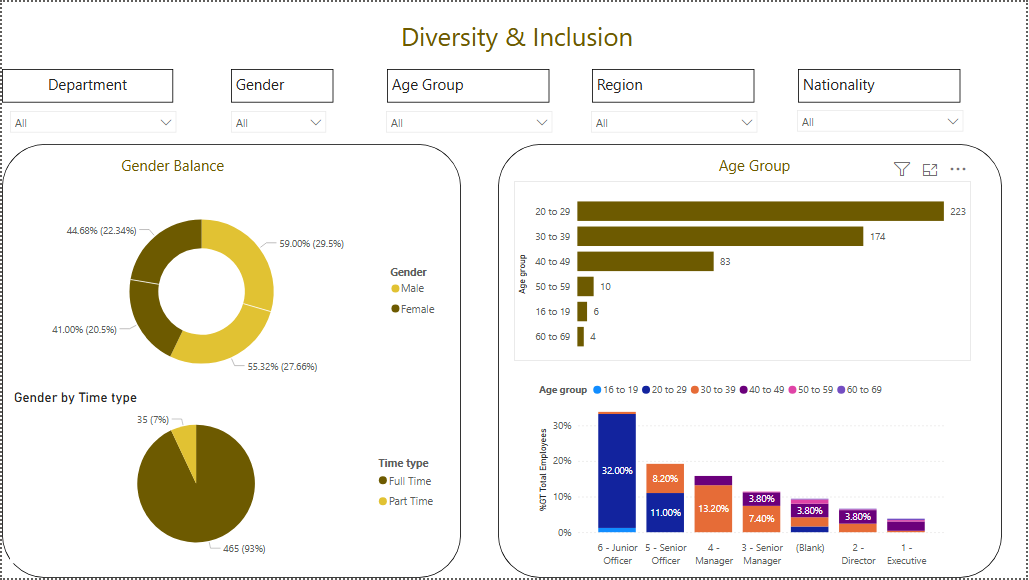 Diversity & Inclusion
Department
Gender
Age Group
Region
Nationality
All
All
All
All
All
Gender Balance
44.68% (22.34%)
59.00% (29.5%)
41.00% (20.5%)
55.32% (27.66%)
Gender
Male
Female
Gender by Time type
35 (7%)
465 (93%)
Time type
Full Time
Part Time
Age Group
Age group
20 to 29
223
30 to 39
174
40 to 49
83
50 to 59
10
16 to 19
6
60 to 69
4
Age group 16 to 19 20 to 29 30 to 39 40 to 49 50 to 59 60 to 69
%GT Total Employees
30%
20%
10%
0%
32.00%
8.20%
11.00%
13.20%
3.80%
7.40%
3.80%
3.80%
6 - Junior
Officer
5 - Senior
Officer
4 -
Manager
3 - Senior
Manager
(Blank)
2 -
Director
1 -
Executive